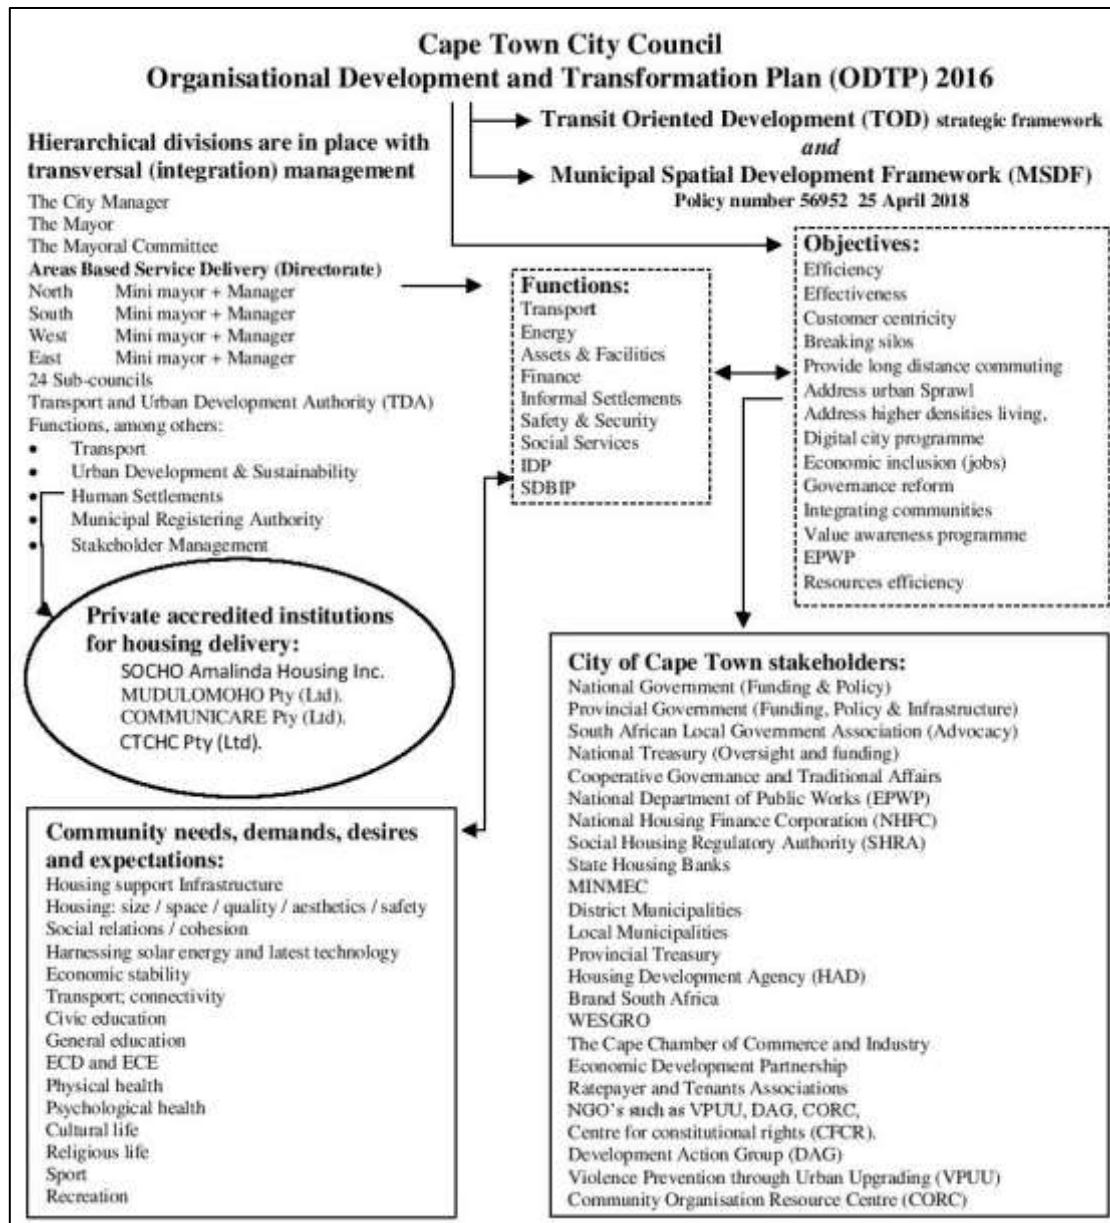 Cape Town City Council
Organisational Development and Transformation Plan (ODTP) 2016
Transit Oriented Development (TOD) strategic framework
and
Municipal Spatial Development Framework (MSDF)
Policy number 56952 25 April 2018
Hierarchical divisions are in place with
transversal (integration) management
The City Manager
The Mayor
The Mayoral Committee
Areas Based Service Delivery (Directorate)
North Mini mayor + Manager
South Mini mayor + Manager
West Mini mayor + Manager
East Mini mayor + Manager
24 Sub-councils
Transport and Urban Development Authority (TDA)
Functions, among others:
• Transport
• Urban Development & Sustainability
• Human Settlements
• Municipal Registering Authority
• Stakeholder Management
Functions:
Transport
Energy
Assets & Facilities
Finance
Informal Settlements
Safety & Security
Social Services
IDP
SDBIP
Objectives:
Efficiency
Effectiveness
Customer centricity
Breaking silos
Provide long distance commuting
Address urban Sprawl
Address higher densities living,
Digital city programme
Economic inclusion (jobs)
Governance reform
Integrating communities
Value awareness programme
EPWP
Resources efficiency
Private accredited institutions
for housing delivery:
SOCHO Amalinda Housing Inc.
MUDULOMOHO Pty (Ltd).
COMMUNICARE Pty (Ltd).
CTCHC Pty (Ltd).
Community needs, demands, desires
and expectations:
Housing support Infrastructure
Housing: size / space / quality / aesthetics / safety
Social relations / cohesion
Harnessing solar energy and latest technology
Economic stability
Transport; connectivity
Civic education
General education
ECD and ECE
Physical health
Psychological health
Cultural life
Religious life
Sport
Recreation
City of Cape Town stakeholders:
National Government (Funding & Policy)
Provincial Government (Funding, Policy & Infrastructure)
South African Local Government Association (Advocacy)
National Treasury (Oversight and funding)
Cooperative Governance and Traditional Affairs
National Department of Public Works (EPWP)
National Housing Finance Corporation (NHFC)
Social Housing Regulatory Authority (SHRA)
State Housing Banks
MINMEC
District Municipalities
Local Municipalities
Provincial Treasury
Housing Development Agency (HAD)
Brand South Africa
WESGRO
The Cape Chamber of Commerce and Industry
Economic Development Partnership
Ratepayer and Tenants Associations
NGO's such as VPUU, DAG, CORC,
Centre for constitutional rights (CFCR).
Development Action Group (DAG)
Violence Prevention through Urban Upgrading (VPUU)
Community Organisation Resource Centre (CORC)